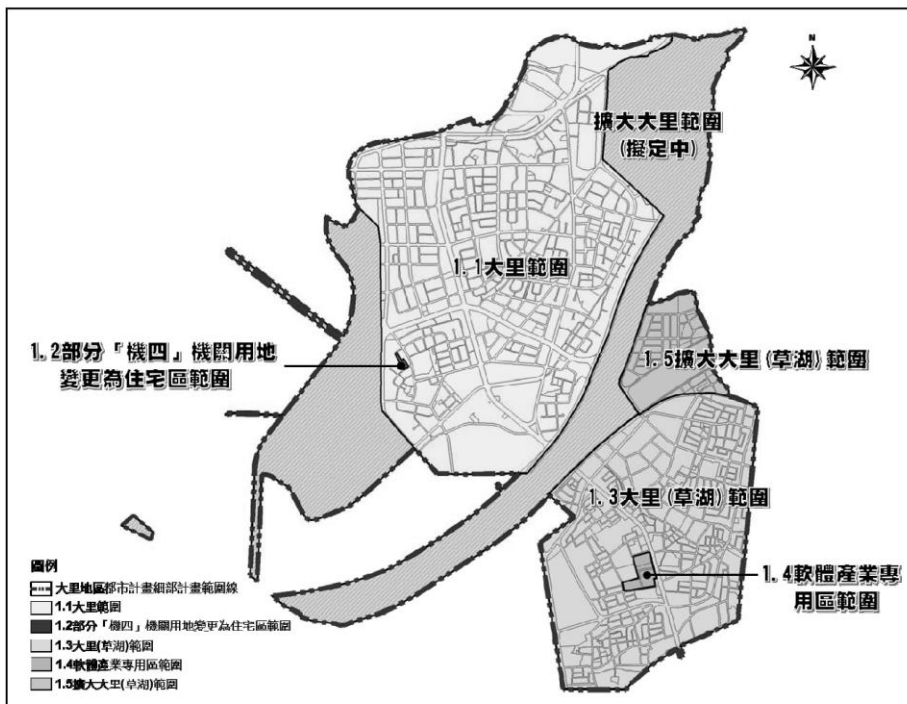 N
擴大大里範圍
(擬定中)
1.1大里範圍
1.2部分「機四」機關用地
變更為住宅區範圍
1.5擴大大里(草湖)範圍
1.3大里(草湖)範圍
1.4軟體產業專
用區範圍
圖例
大里地區都市計畫細部計畫範圍線
1.1大里範圍
1.2部分「機四」機關用地變更為住宅區範圍
1.3大里(草湖)範圍
1.4軟體產業專用區範圍
1.5擴大大里(草湖)範圍